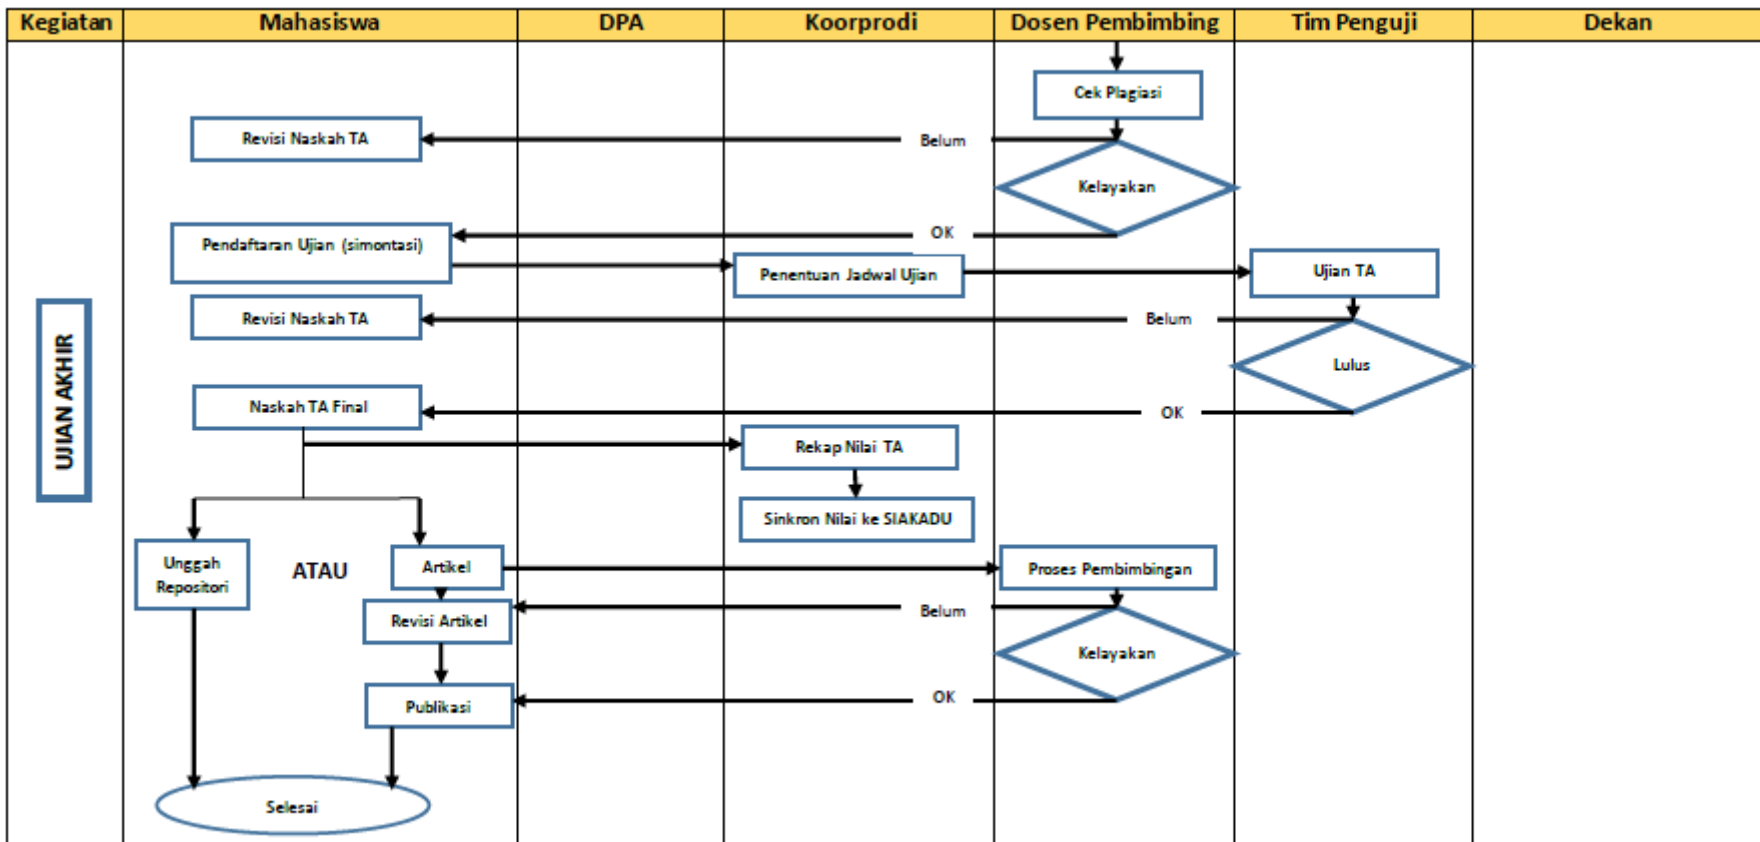 Kegiatan
Mahasiswa
DPA
Koorprodi
Dosen Pembimbing
Tim Penguji
Dekan
Cek Plagiasi
Revisi Naskah TA
Belum
Kelayakan
OK
Pendaftaran Ujian (simontasi)
Penentuan Jadwal Ujian
Ujian TA
Revisi Naskah TA
Belum
Lulus
UJIAN AKHIR
Naskah TA Final
OK
Rekap Nilai TA
Sinkron Nilai ke SIAKADU
Unggah
Repositori
ATAU
Artikel
Proses Pembimbingan
Revisi Artikel
Belum
Kelayakan
Publikasi
OK
Selesai